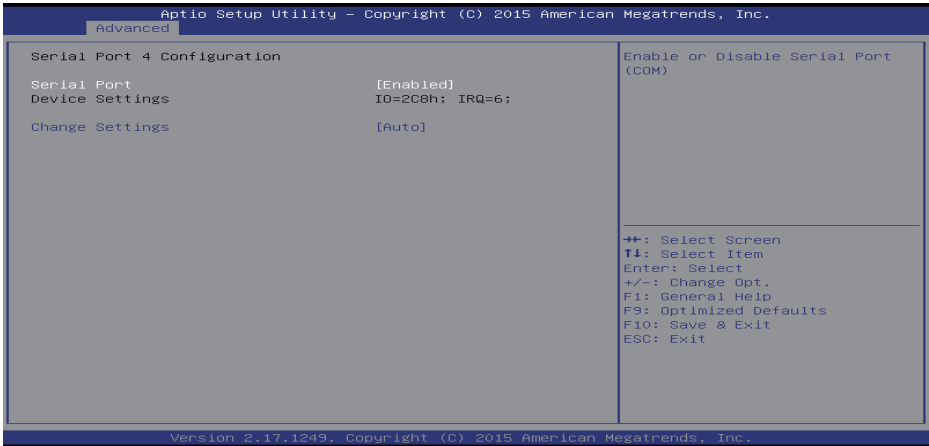 Aptio Setup Utility – Copyright (C) 2015 American Megatrends, Inc.
Advanced
Serial Port 4 Configuration
Serial Port [Enabled]
Device Settings IO=2C8h; IRQ=6;
Change Settings [Auto]
Enable or Disable Serial Port
(COM)
→←: Select Screen
↑↓: Select Item
Enter: Select
+/-: Change Opt.
F1: General Help
F9: Optimized Defaults
F10: Save & Exit
ESC: Exit
Version 2.17.1249. Copyright (C) 2015 American Megatrends, Inc.